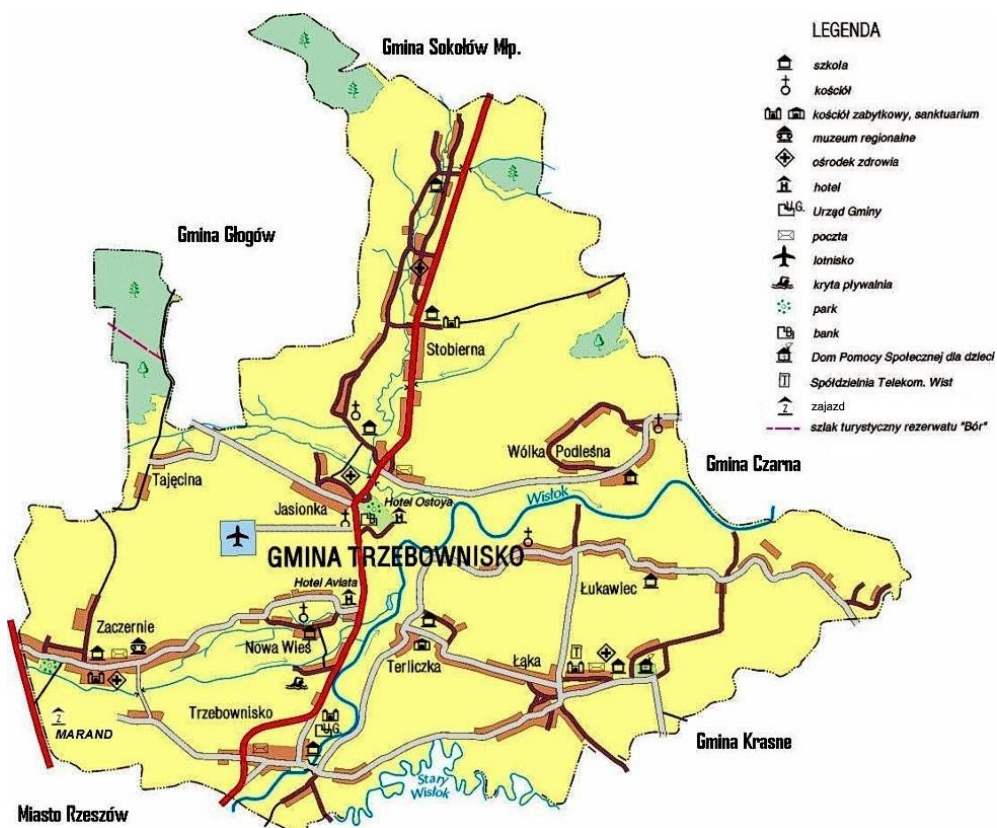 Gmina Sokołów Młp.
LEGENDA
szkoła
kościół
kościół zabytkowy, sanktuarium
muzeum regionalne
ośrodek zdrowia
H
hotel
U.G.
Urząd Gminy
poczta
lotnisko
kryta pływalnia
park
B
bank
Dom Pomocy Społecznej dla dzieci
T
Spółdzielnia Telekom. Wist
Z
zajazd
szlak turystyczny rezerwatu "Bór"
Gmina Głogów
Stobierna
Wólka Podleśna
Gmina Czarna
Tajęcina
Wisłok
Jasionka
Hotel Ostoya
B
H
GMINA TRZEBOWNISKO
Hotel Aviata
H
Łukawiec
Zaczernie
Nowa Wieś
Terliczka
Łąka
T
Z
MARAND
Trzebownisko
U.G.
Gmina Krasne
Stary
Wisłok
Miasto Rzeszów